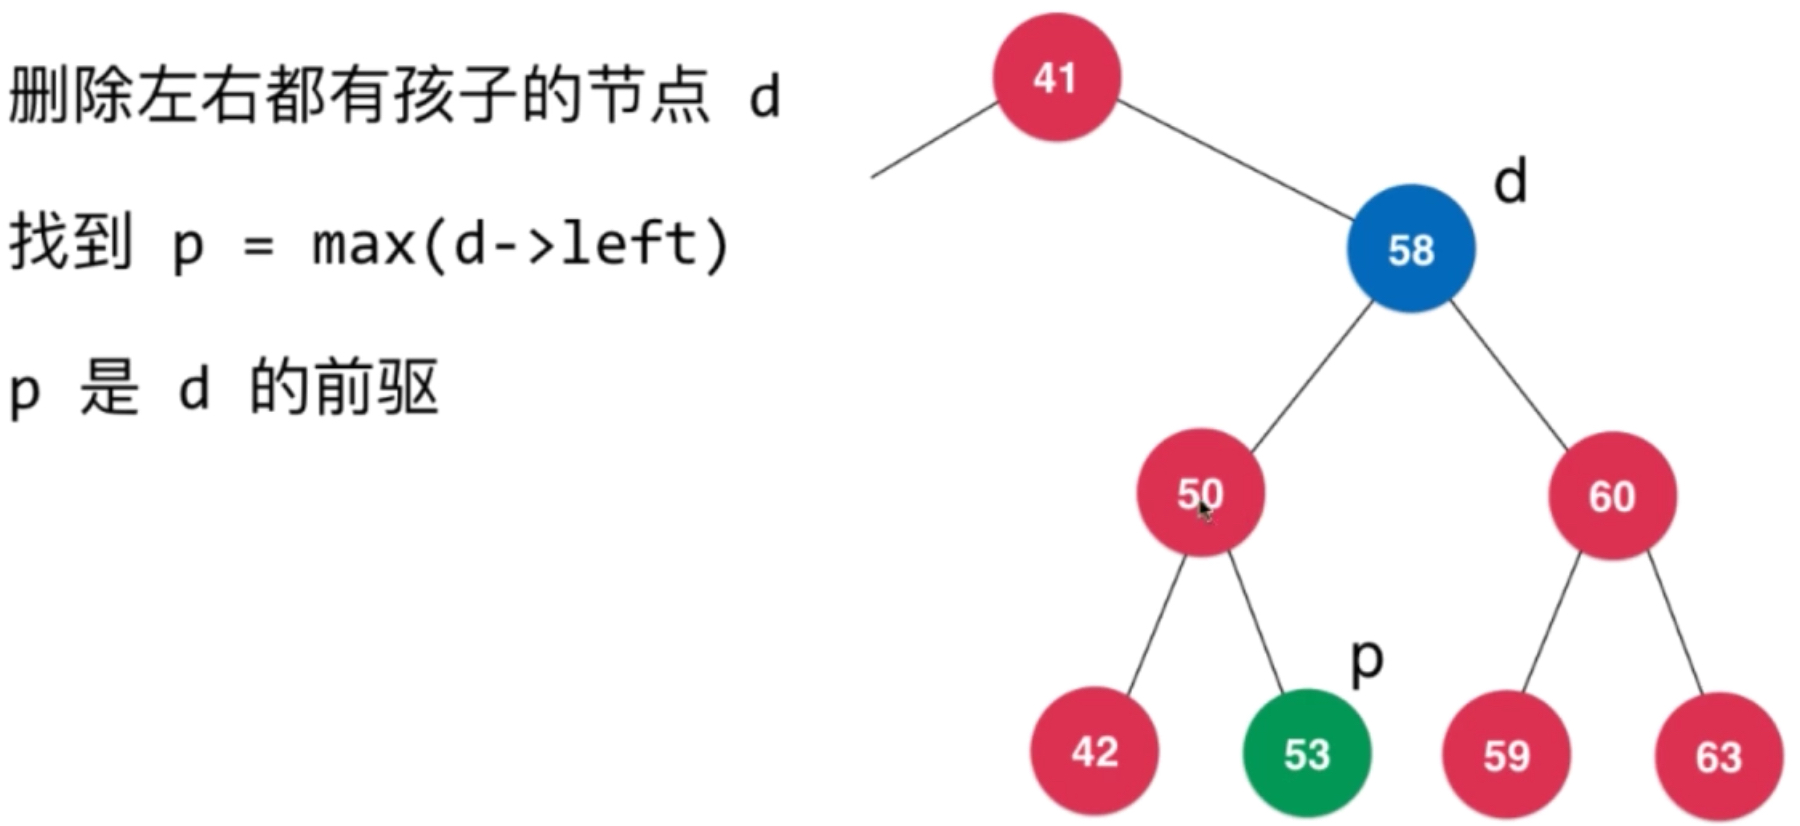 删除左右都有孩子的节点 d
找到 p = max(d->left)
p 是 d 的前驱
41
d
58
50
60
p
42
53
59
63